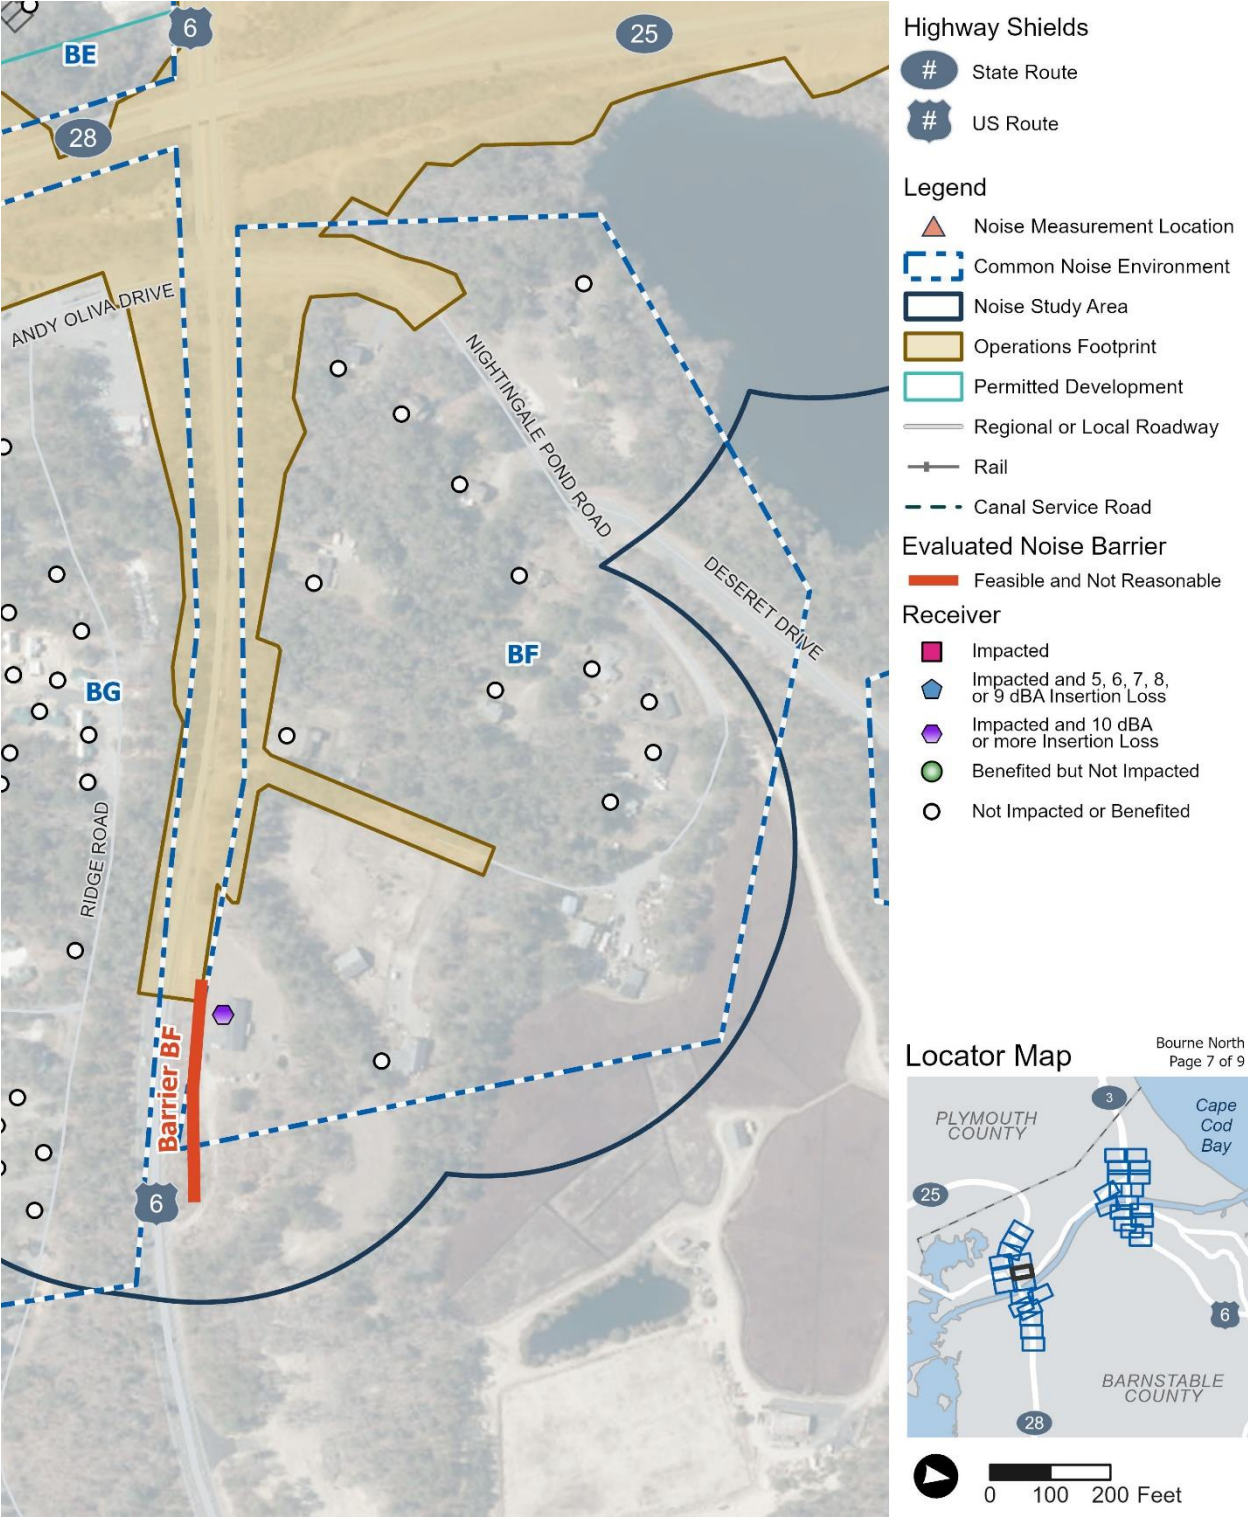 6
25
BE
28
ANDY OLIVA DRIVE
NIGHTINGALE POND ROAD
DESERET DRIVE
BF
BG
RIDGE ROAD
Barrier BF
6
Highway Shields
# State Route
# US Route
Legend
Noise Measurement Location
Common Noise Environment
Noise Study Area
Operations Footprint
Permitted Development
Regional or Local Roadway
Rail
Canal Service Road
Evaluated Noise Barrier
Feasible and Not Reasonable
Receiver
Impacted
Impacted and 5, 6, 7, 8,
or 9 dBA Insertion Loss
Impacted and 10 dBA
or more Insertion Loss
Benefited but Not Impacted
Not Impacted or Benefited
Locator Map
Bourne North
Page 7 of 9
3
PLYMOUTH
COUNTY
Cape
Cod
Bay
25
6
BARNSTABLE
COUNTY
28
0 100 200 Feet